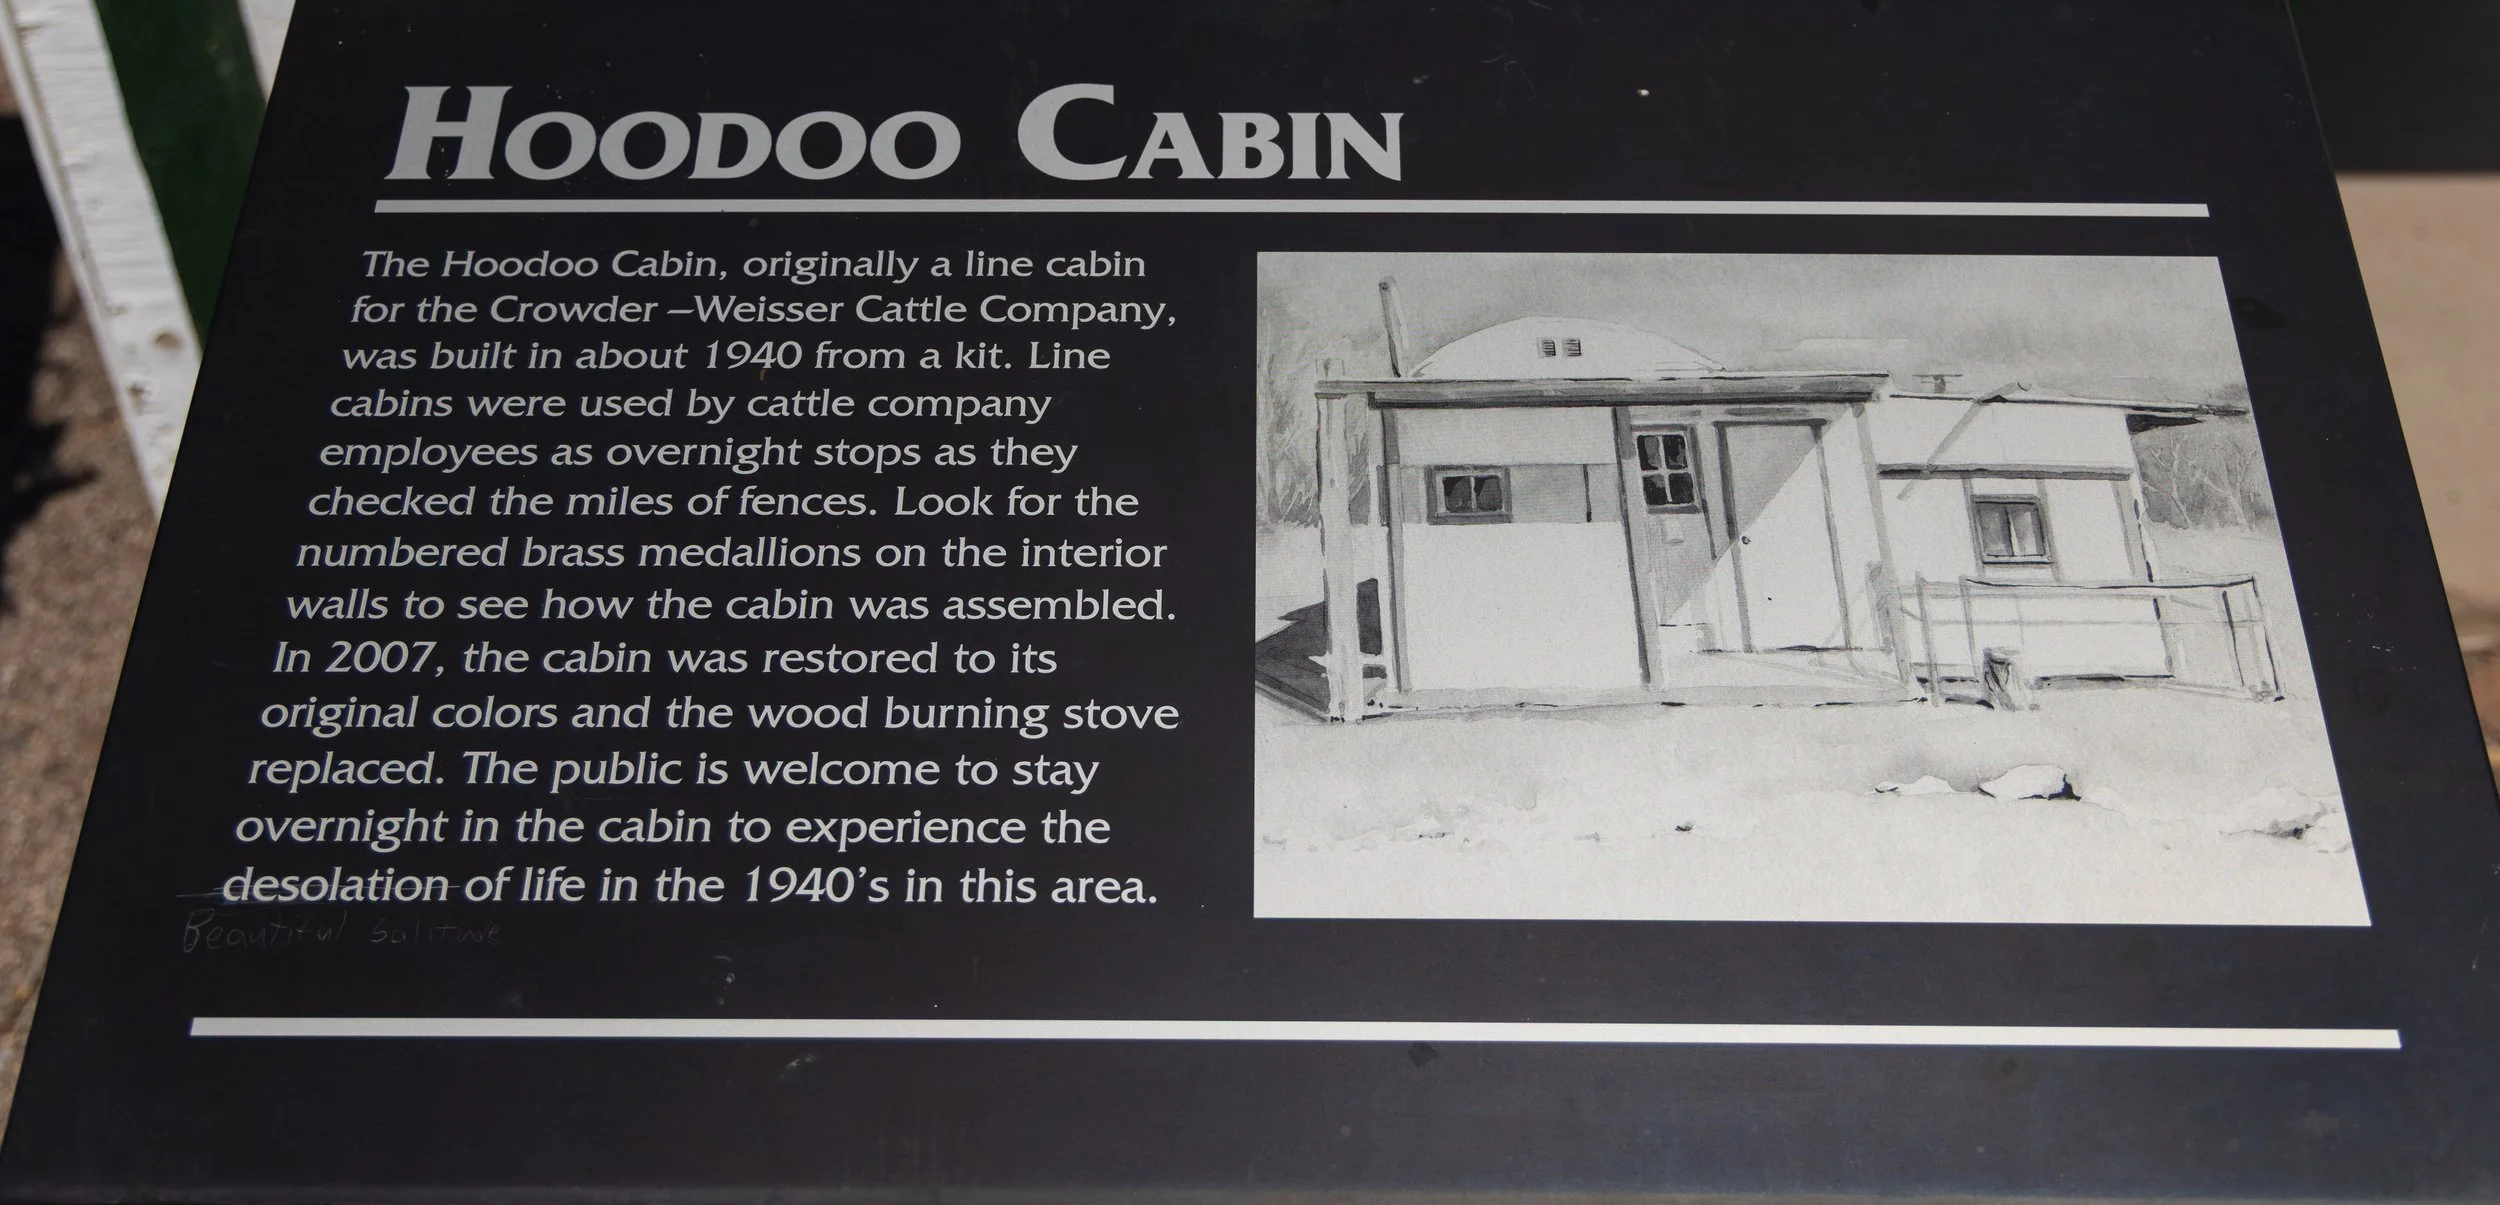 HOODOO CABIN
The Hoodoo Cabin, originally a line cabin
for the Crowder –Weisser Cattle Company,
was built in about 1940 from a kit. Line
cabins were used by cattle company
employees as overnight stops as they
checked the miles of fences. Look for the
numbered brass medallions on the interior
walls to see how the cabin was assembled.
In 2007, the cabin was restored to its
original colors and the wood burning stove
replaced. The public is welcome to stay
overnight in the cabin to experience the
desolation of life in the 1940's in this area.
Beautiful Solitude